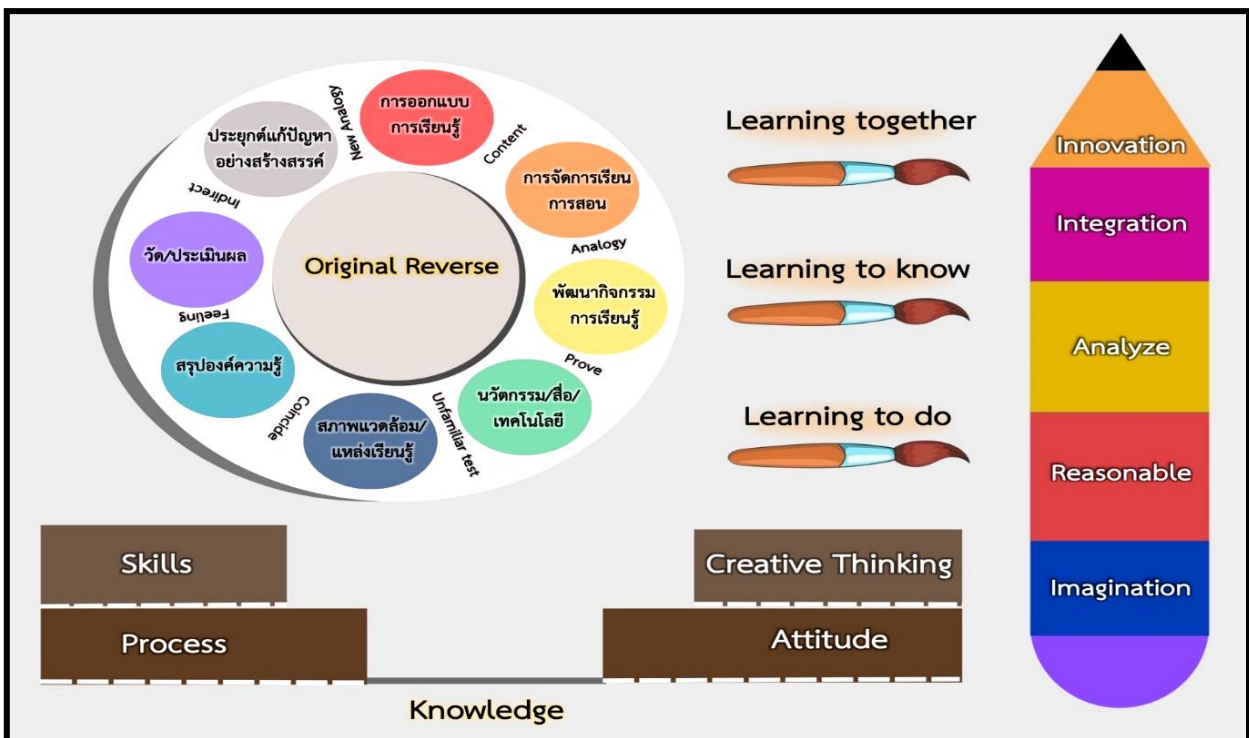 การออกแบบ
การเรียนรู้
Content
การจัดการเรียน
การสอน
Analogy
พัฒนากิจกรรม
การเรียนรู้
Prove
นวัตกรรม/สื่อ/
เทคโนโลยี
Unfamiliar test
สภาพแวดล้อม/
แหล่งเรียนรู้
Coincide
สรุปองค์ความรู้
Feeling
วัด/ประเมินผล
Indirect
ประยุกต์แก้ปัญหา
อย่างสร้างสรรค์
New Analogy
Original Reverse
Learning together
Learning to know
Learning to do
Innovation
Integration
Analyze
Reasonable
Imagination
Skills
Process
Creative Thinking
Attitude
Knowledge